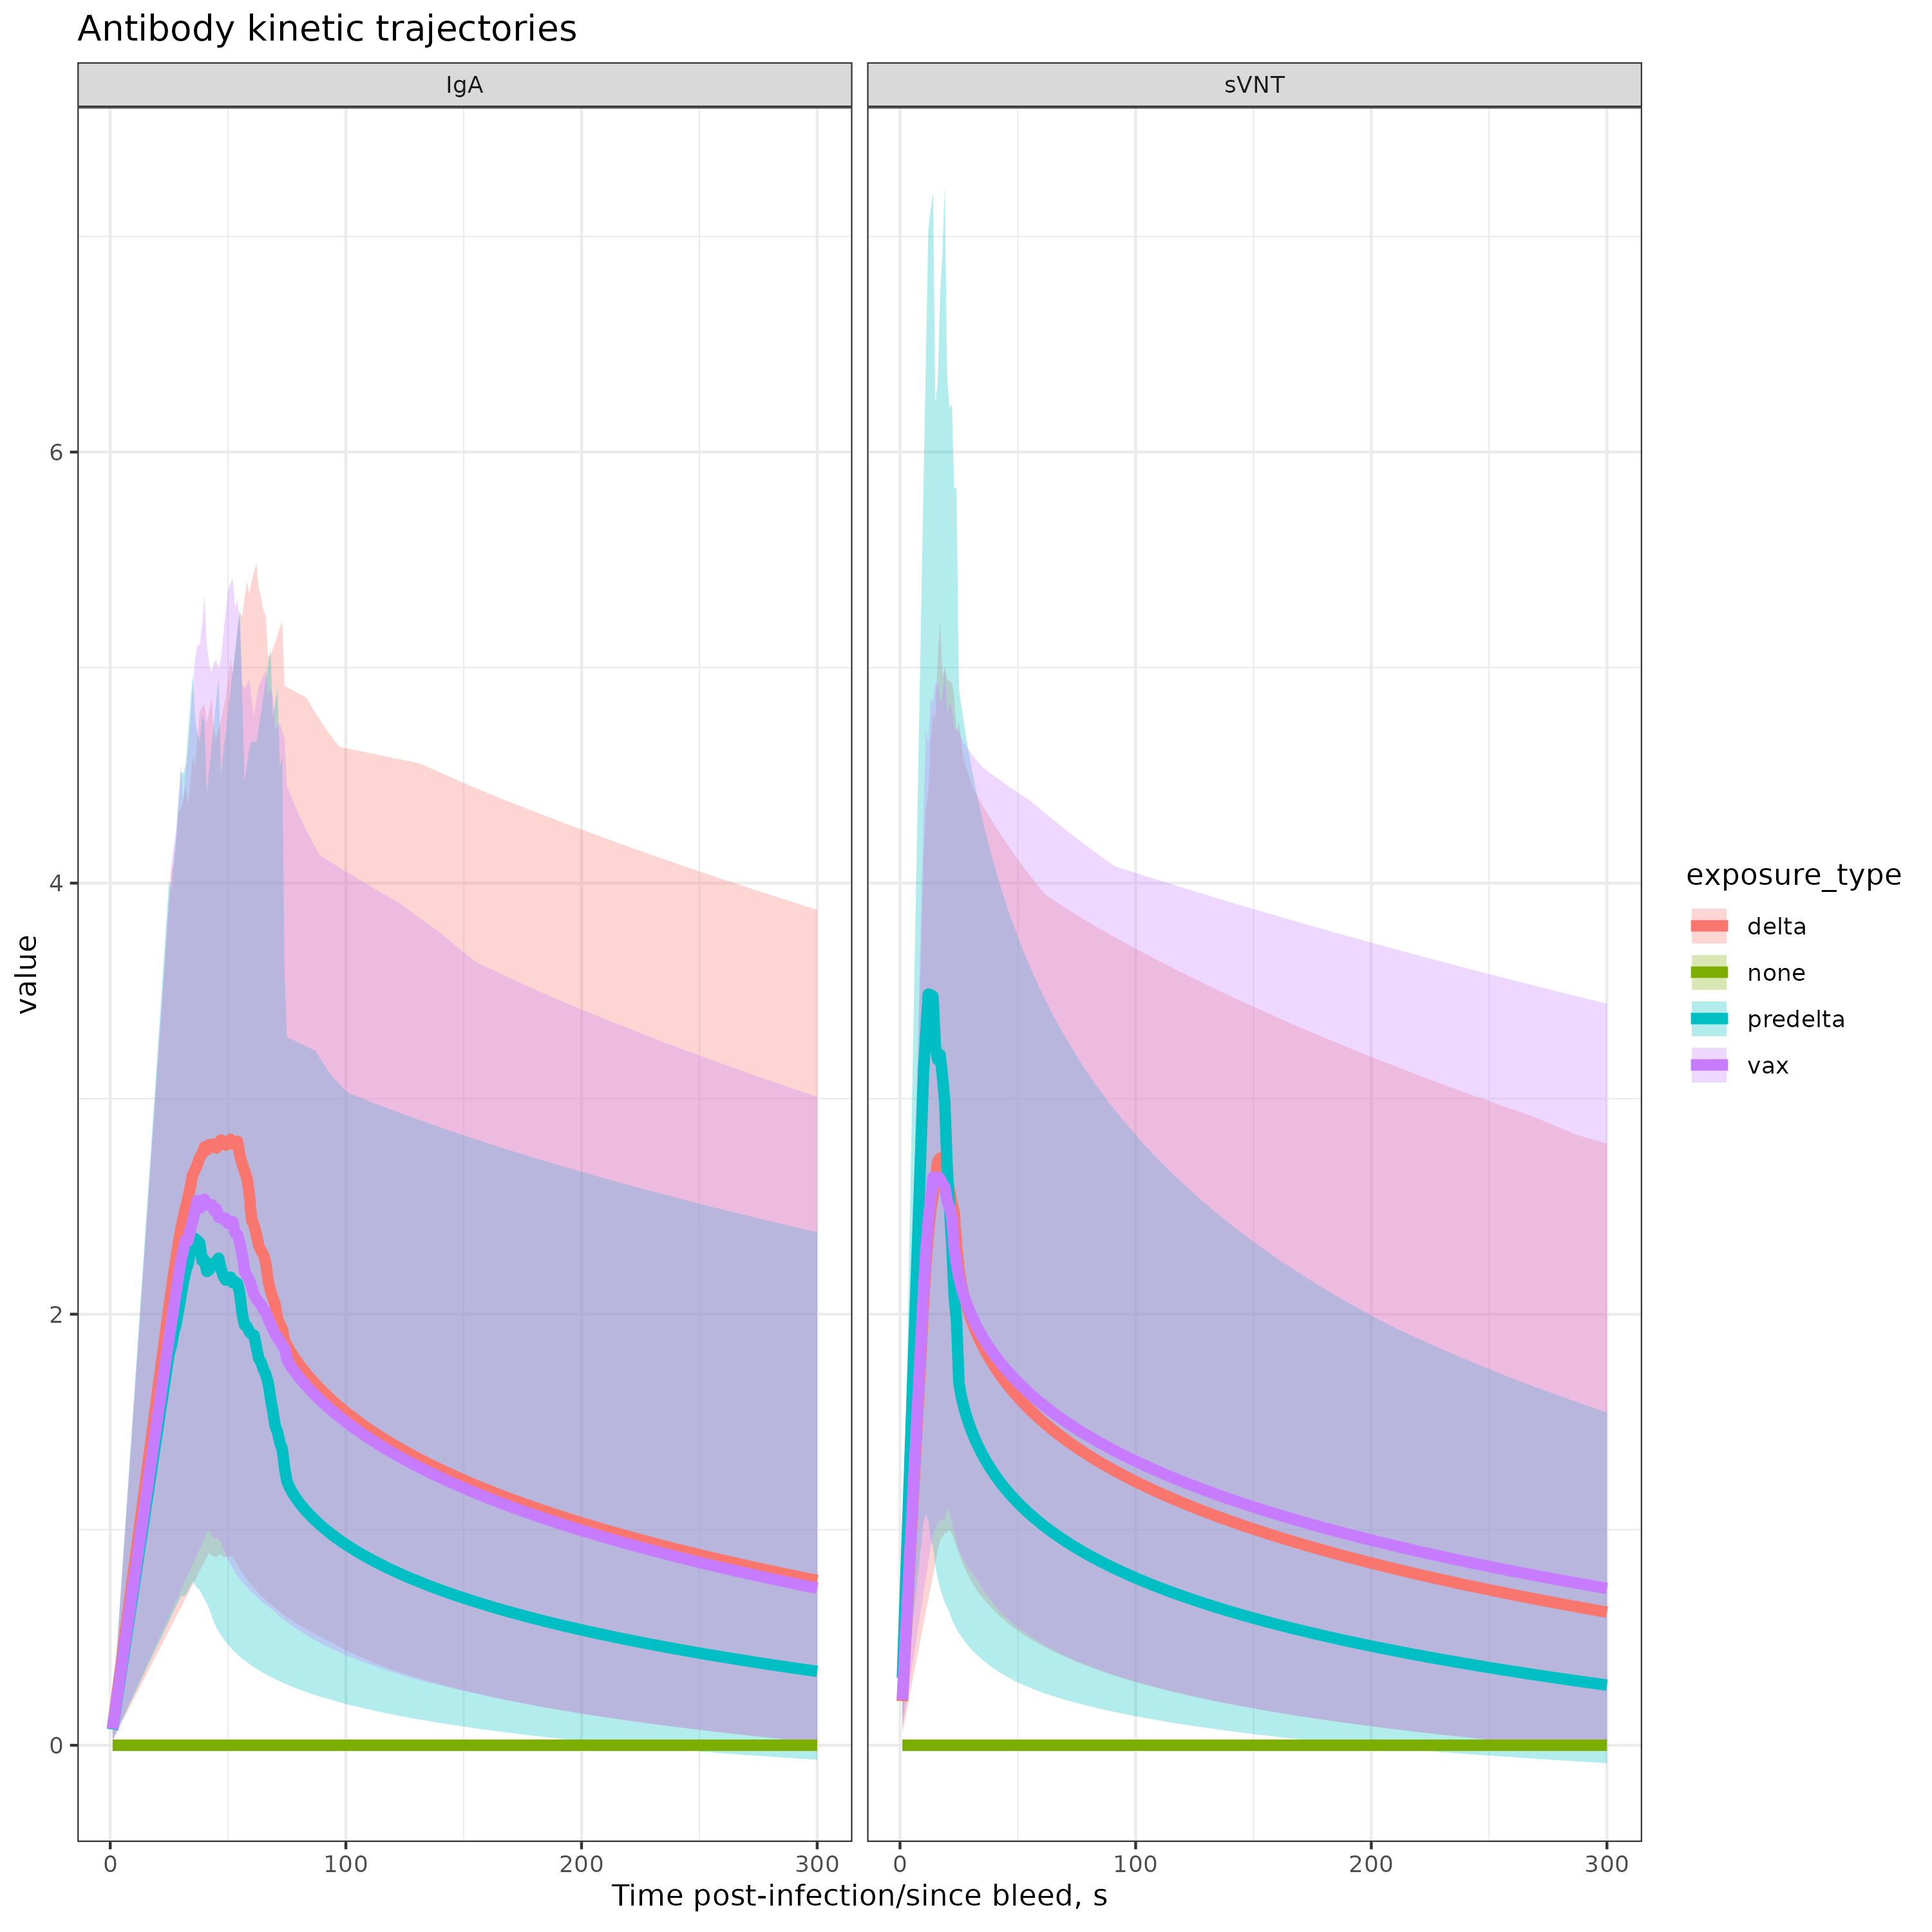 Antibody kinetic trajectories
IgA
sVNT
value
6
4
2
0
0
100
200
300
0
100
200
300
Time post-infection/since bleed, s
exposure_type
delta
none
predelta
vax